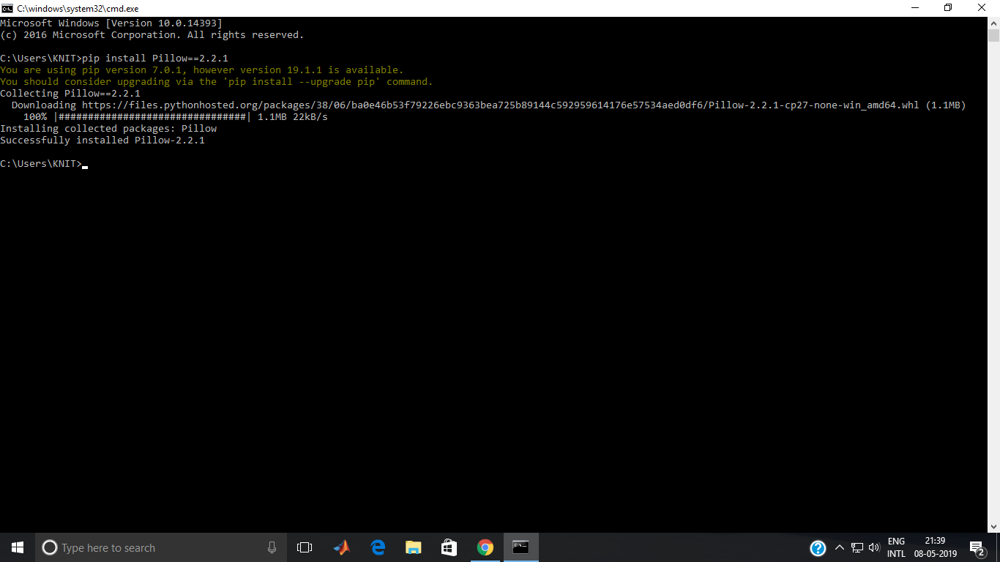 C:\windows\system32\cmd.exe
Microsoft Windows [Version 10.0.14393]
(c) 2016 Microsoft Corporation. All rights reserved.
C:\Users\KNIT>pip install Pillow==2.2.1
You are using pip version 7.0.1, however version 19.1.1 is available.
You should consider upgrading via the 'pip install --upgrade pip' command.
Collecting Pillow==2.2.1
Downloading https://files.pythonhosted.org/packages/38/06/ba0e46b53f79226ebc9363bea725b89144c592959614176e57534aed0df6/Pillow-2.2.1-cp27-none-win_amd64.whl (1.1MB)
100% |################################| 1.1MB 22kB/s
Installing collected packages: Pillow
Successfully installed Pillow-2.2.1
C:\Users\KNIT>
Type here to search
ENG
INTL
21:39
08-05-2019
2